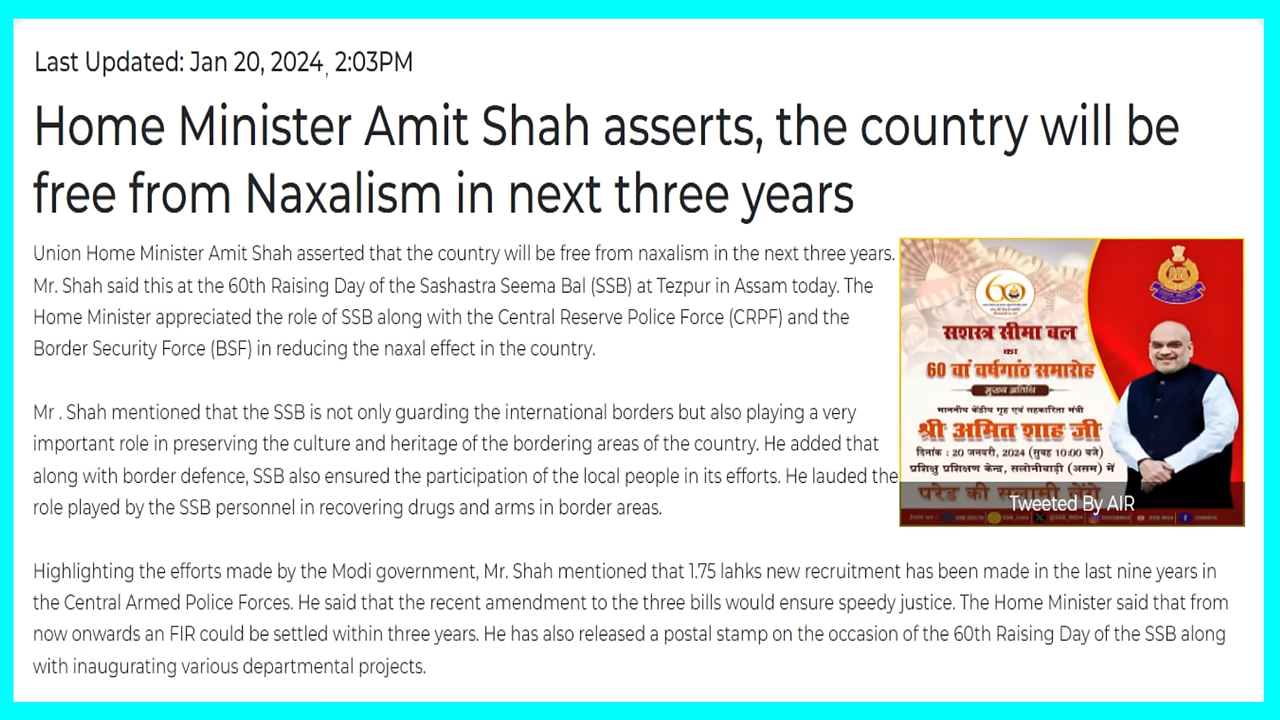 Last Updated: Jan 20, 2024, 2:03PM
Home Minister Amit Shah asserts, the country will be
free from Naxalism in next three years
Union Home Minister Amit Shah asserted that the country will be free from naxalism in the next three years.
Mr. Shah said this at the 60th Raising Day of the Sashastra Seema Bal (SSB) at Tezpur in Assam today. The
Home Minister appreciated the role of SSB along with the Central Reserve Police Force (CRPF) and the
Border Security Force (BSF) in reducing the naxal effect in the country.
Mr . Shah mentioned that the SSB is not only guarding the international borders but also playing a very
important role in preserving the culture and heritage of the bordering areas of the country. He added that
along with border defence, SSB also ensured the participation of the local people in its efforts. He lauded the
role played by the SSB personnel in recovering drugs and arms in border areas.
60
सशस्त्र सीमा बल
का
60 वां वर्षगांठ समारोह
मुख्य अतिथि
माननीय केंद्रीय गृह एवं सहकारिता मंत्री
श्री अमित शाह जी
दिनांक : 20 जनवरी, 2024 (सुबह 10:00 बजे)
प्रशिक्षु प्रशिक्षण केन्द्र, सलोनीबाड़ी (असम) में
परेड की सलामी लेंगे
Tweeted By AIR
Highlighting the efforts made by the Modi government, Mr. Shah mentioned that 1.75 lahks new recruitment has been made in the last nine years in
the Central Armed Police Forces. He said that the recent amendment to the three bills would ensure speedy justice. The Home Minister said that from
now onwards an FIR could be settled within three years. He has also released a postal stamp on the occasion of the 60th Raising Day of the SSB along
with inaugurating various departmental projects.